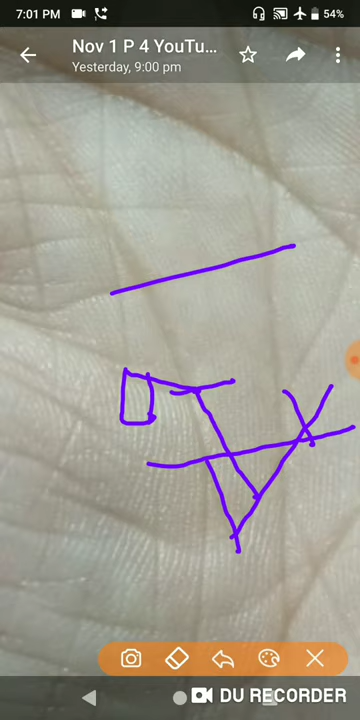 7:01 PM 54%
Nov 1 P 4 YouTu...
Yesterday, 9:00 pm
DU RECORDER